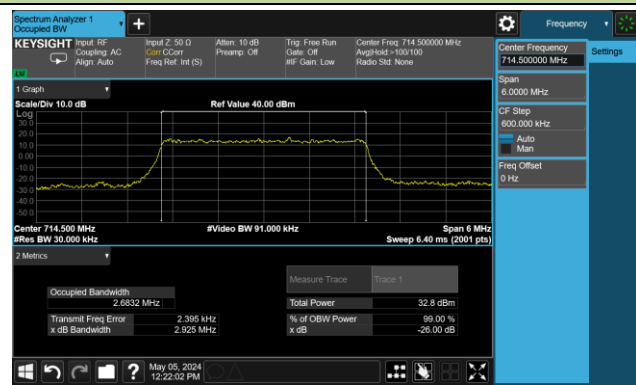 Spectrum Analyzer 1
Occupied BW
+
Frequency
KEYSIGHT
Input: RF
Coupling: AC
Align: Auto
Input Z: 50 Ω
Corr CCorr
Freq Ref: Int (S)
Atten: 10 dB
Preamp: Off
Trig: Free Run
Gate: Off
#IF Gain: Low
Center Freq: 714.500000 MHz
Avg|Hold:>100/100
Radio Std: None
LXI
Center Frequency
714.500000 MHz
Settings
Span
6.0000 MHz
CF Step
600.000 kHz
Auto
Man
Freq Offset
0 Hz
1 Graph
Scale/Div 10.0 dB
Ref Value 40.00 dBm
Log
30.0
20.0
10.0
0.00
-10.0
-20.0
-30.0
-40.0
-50.0
Center 714.500 MHz
#Video BW 91.000 kHz
Span 6 MHz
#Res BW 30.000 kHz
Sweep 6.40 ms (2001 pts)
2 Metrics
Measure Trace
Trace 1
Occupied Bandwidth
2.6832 MHz
Total Power
32.8 dBm
Transmit Freq Error
2.395 kHz
% of OBW Power
99.00 %
x dB Bandwidth
2.925 MHz
x dB
-26.00 dB
?
May 05, 2024
12:22:02 PM